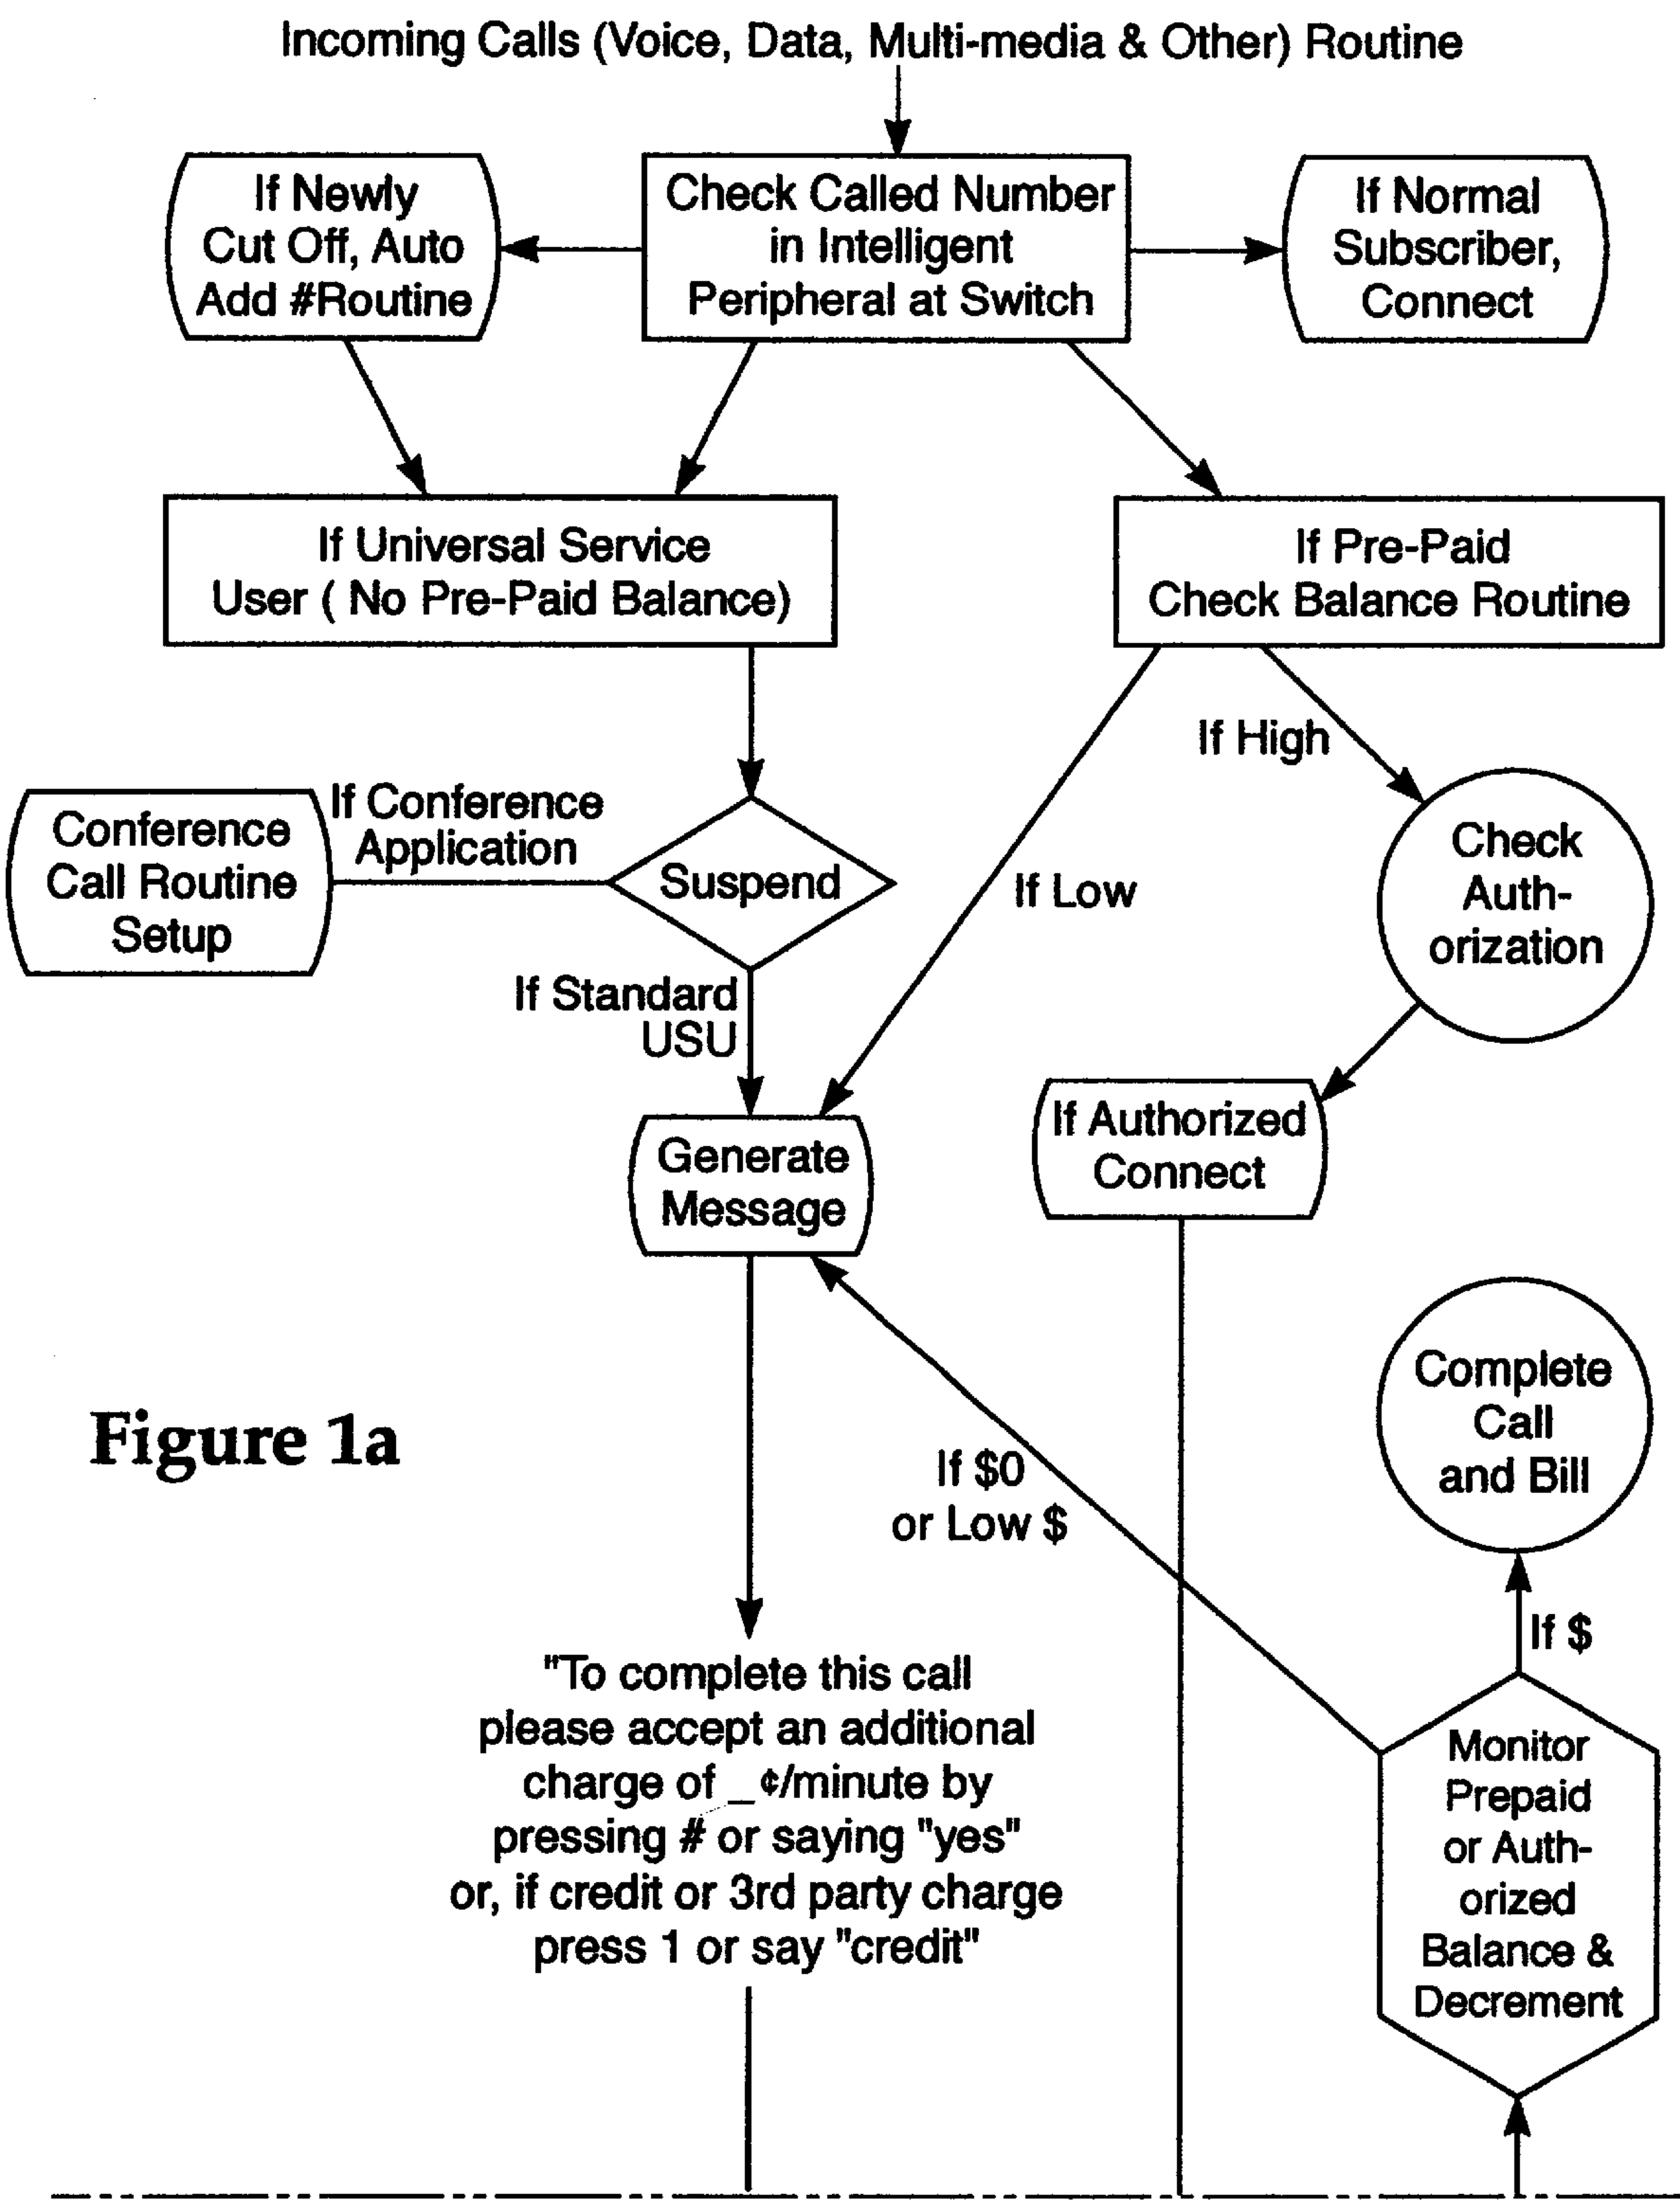 Incoming Calls (Voice, Data, Multi-media & Other) Routine
If Newly
Cut Off, Auto
Add #Routine
Check Called Number
in Intelligent
Peripheral at Switch
If Normal
Subscriber,
Connect
If Universal Service
User ( No Pre-Paid Balance)
If Pre-Paid
Check Balance Routine
If High
If Conference
Application
Conference
Call Routine
Setup
Suspend
If Low
Check
Auth-
orization
If Standard
USU
Generate
Message
If Authorized
Connect
Complete
Call
and Bill
Figure 1a
If $0
or Low $
If $
"To complete this call
please accept an additional
charge of _ ¢/minute by
pressing # or saying "yes"
or, if credit or 3rd party charge
press 1 or say "credit"
Monitor
Prepaid
or Auth-
orized
Balance &
Decrement